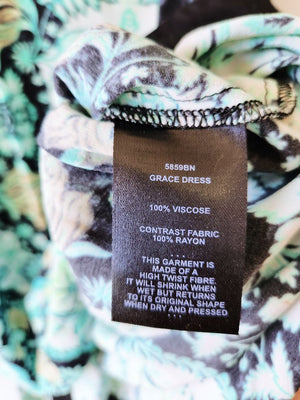 5859BN
GRACE DRESS
100% VISCOSE
CONTRAST FABRIC
100% RAYON
...
THIS GARMENT IS
MADE OF A
HIGH TWIST FIBRE.
IT WILL SHRINK WHEN
WET BUT RETURNS
TO ITS ORIGINAL SHAPE
WHEN DRY AND PRESSED